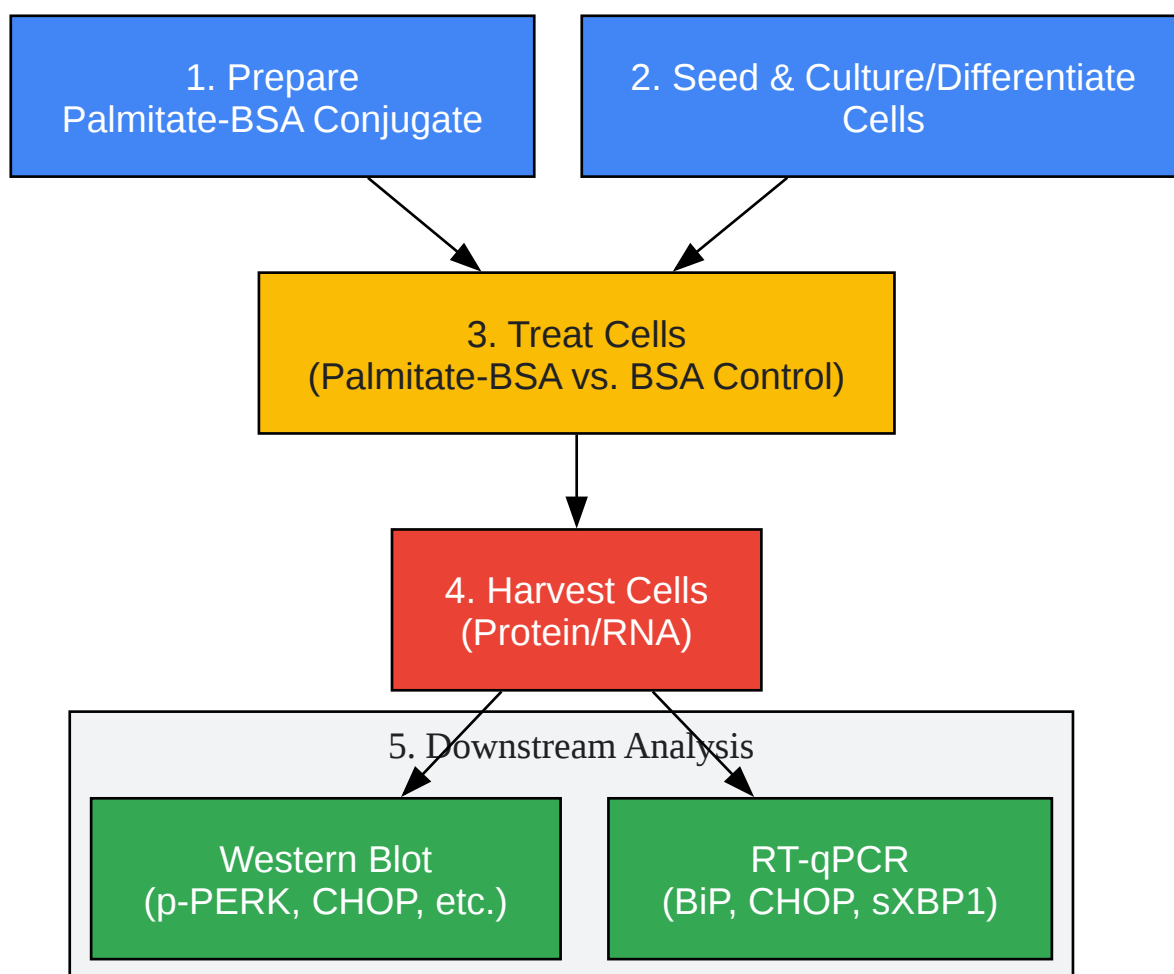 1. Prepare
Palmitate-BSA Conjugate
2. Seed & Culture/Differentiate
Cells
3. Treat Cells
(Palmitate-BSA vs. BSA Control)
4. Harvest Cells
(Protein/RNA)
5. Downstream Analysis
Western Blot
(p-PERK, CHOP, etc.)
RT-qPCR
(BiP, CHOP, sXBP1)